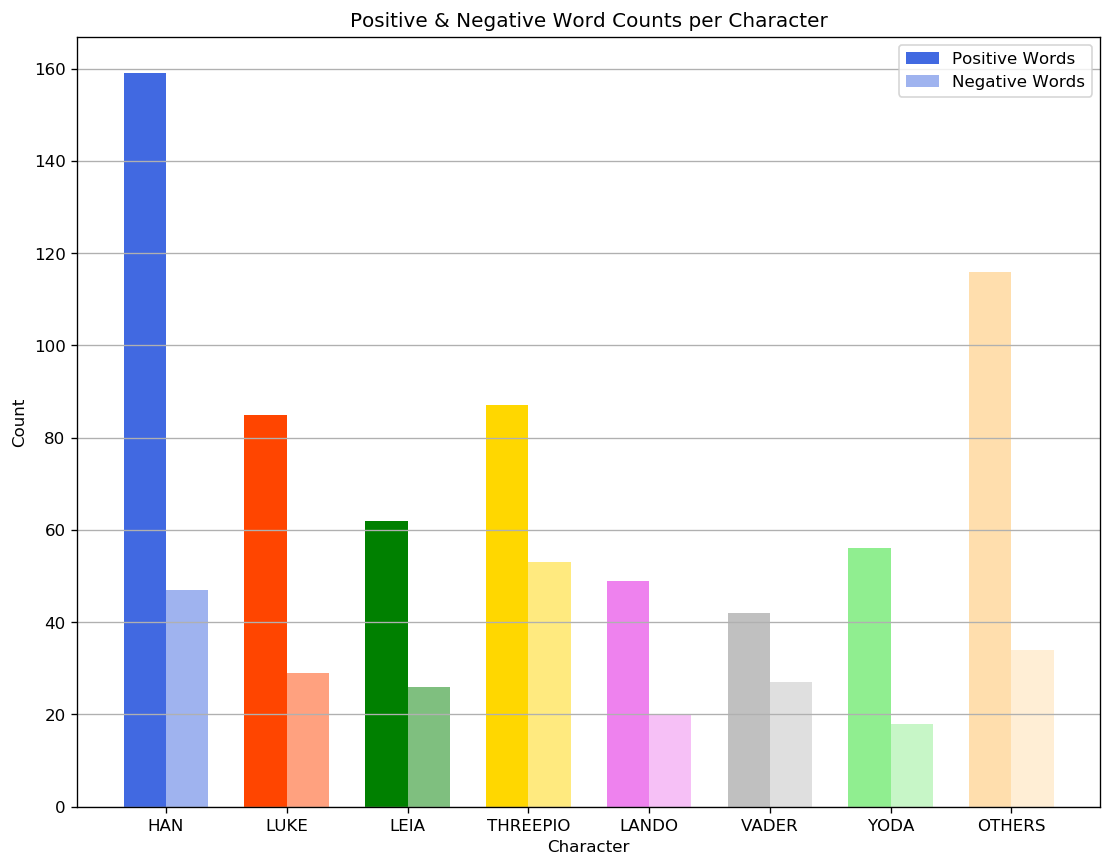 Positive & Negative Word Counts per Character
Positive Words
Negative Words
160
140
120
100
80
60
40
20
0
Count
HAN LUKE LEIA THREEPIO LANDO VADER YODA OTHERS
Character